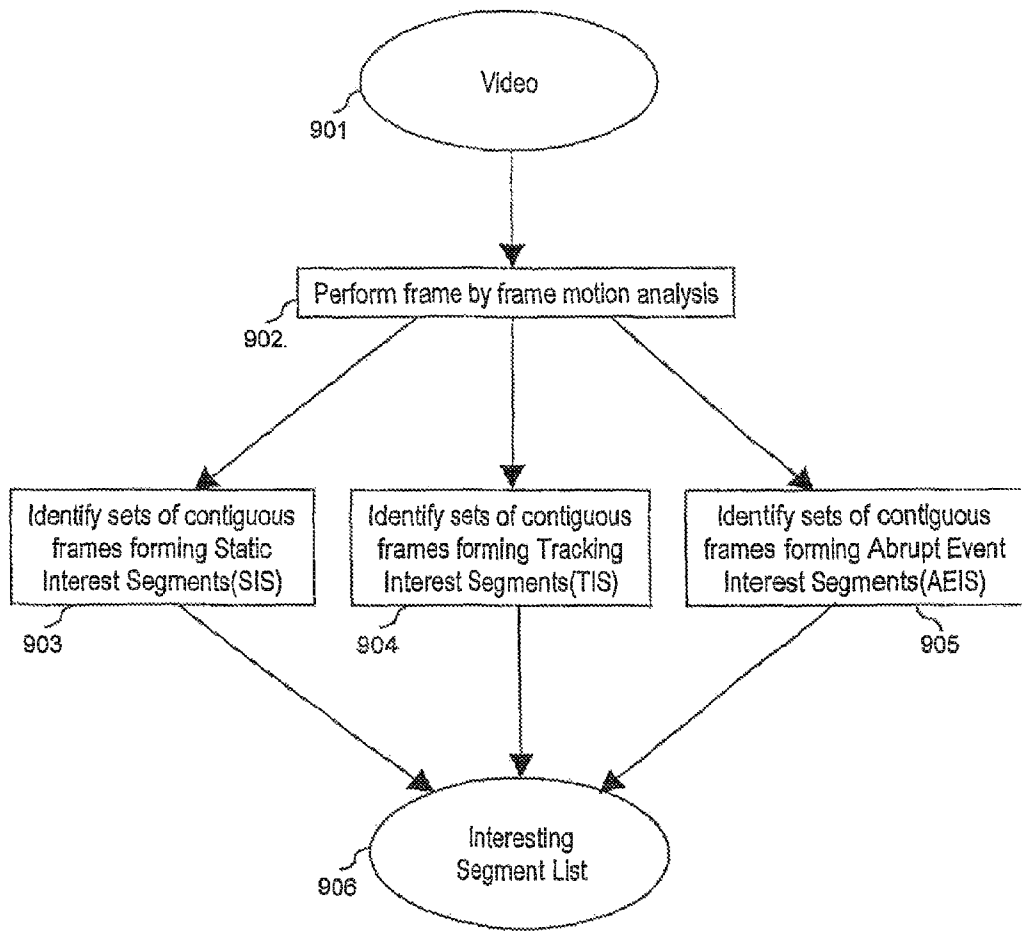 Video
901
Perform frame by frame motion analysis
902.
Identify sets of contiguous
frames forming Static
Interest Segments(SIS)
903
Identify sets of contiguous
frames forming Tracking
Interest Segments(TIS)
904
Identify sets of contiguous
frames forming Abrupt Event
Interest Segments(AEIS)
905
Interesting
Segment List
906